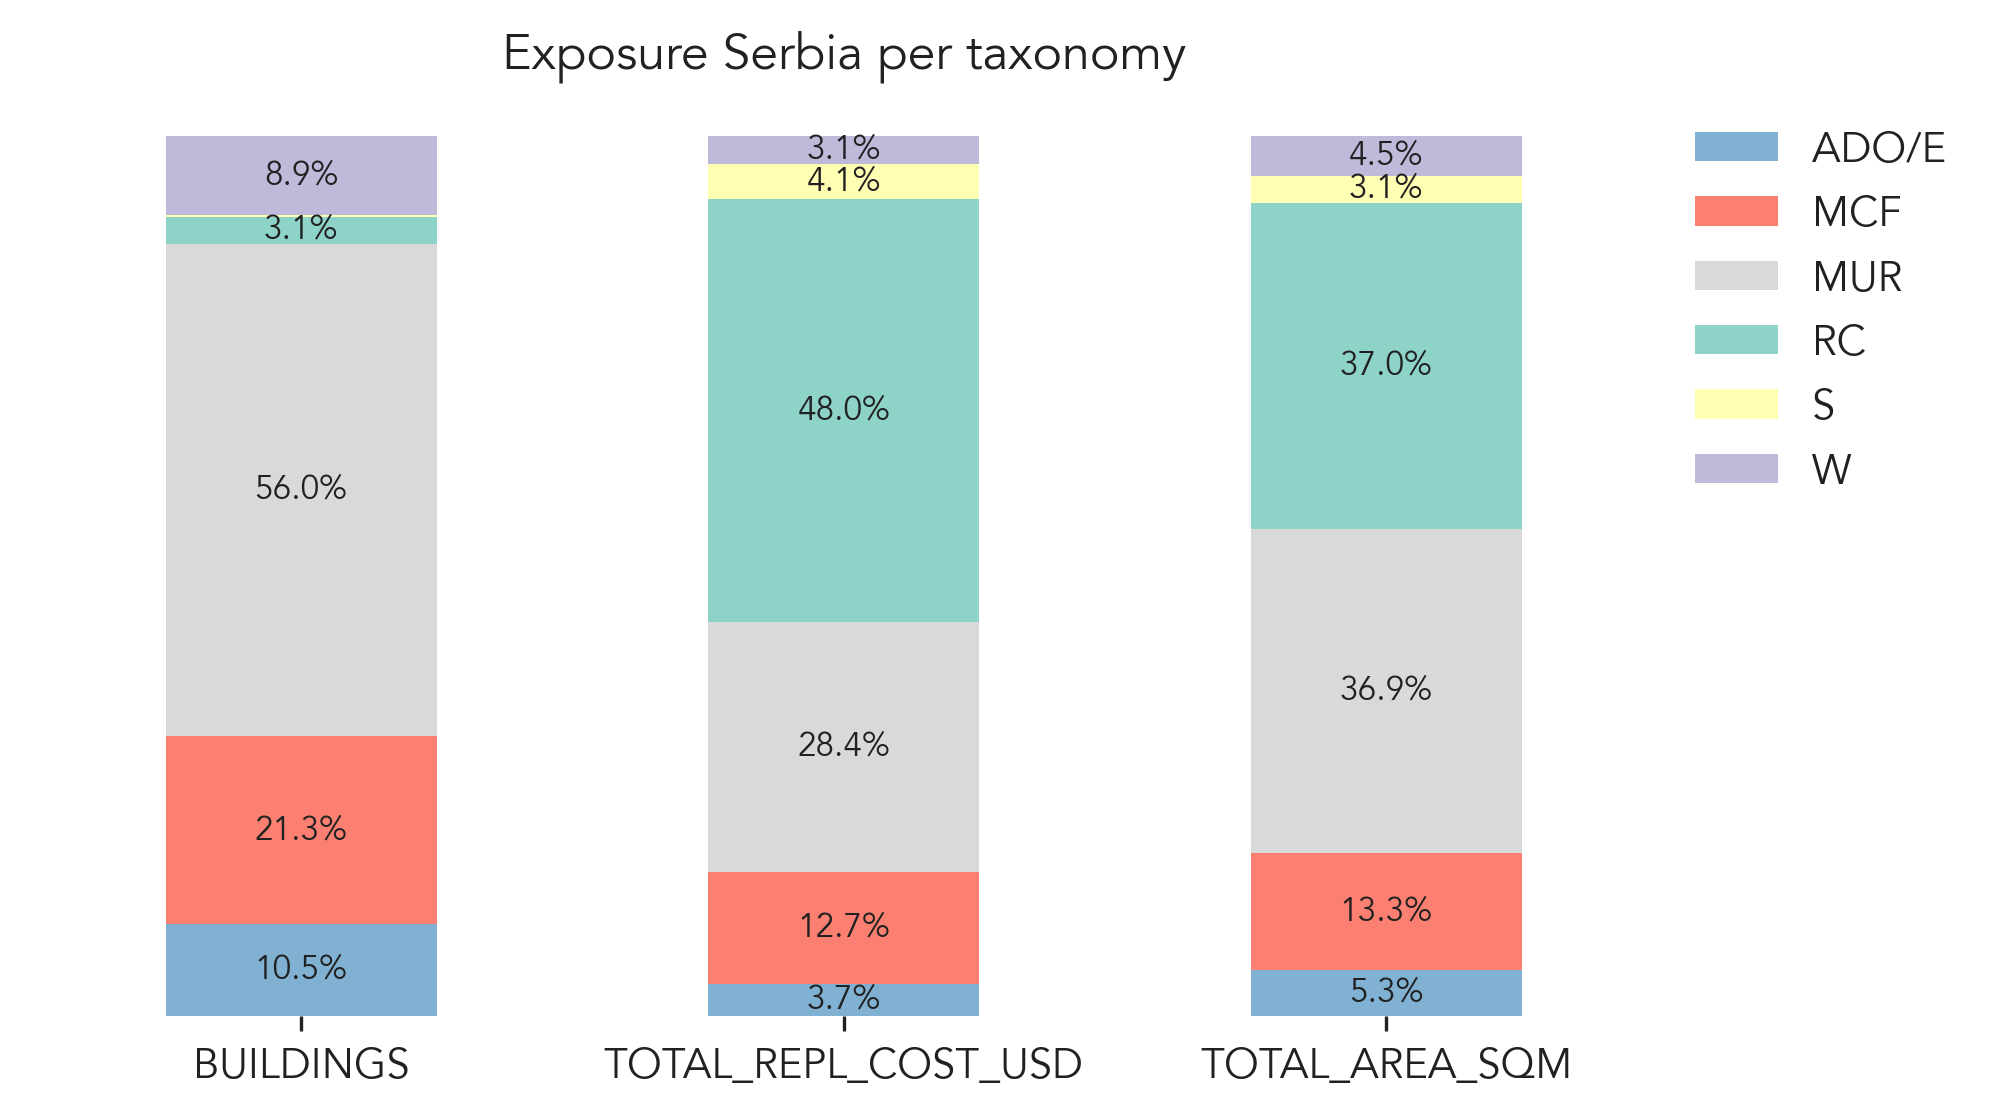 Exposure Serbia per taxonomy
8.9%
3.1%
56.0%
21.3%
10.5%
BUILDINGS
3.1%
4.1%
48.0%
28.4%
12.7%
3.7%
TOTAL_REPL_COST_USD
4.5%
3.1%
37.0%
36.9%
13.3%
5.3%
TOTAL_AREA_SQM
ADO/E
MCF
MUR
RC
S
W